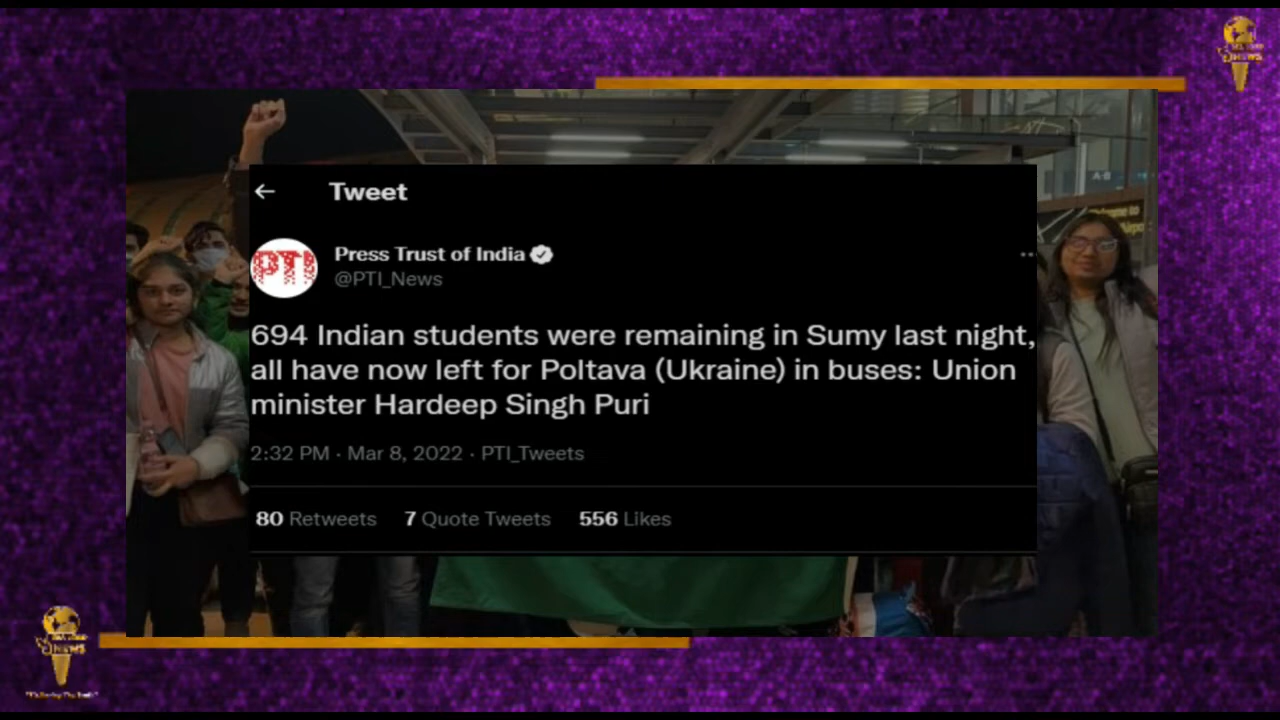 Tweet
PTI
Press Trust of India
@PTI_News
694 Indian students were remaining in Sumy last night,
all have now left for Poltava (Ukraine) in buses: Union
minister Hardeep Singh Puri
2:32 PM · Mar 8, 2022 · PTI_Tweets
80 Retweets 7 Quote Tweets 556 Likes
A-B